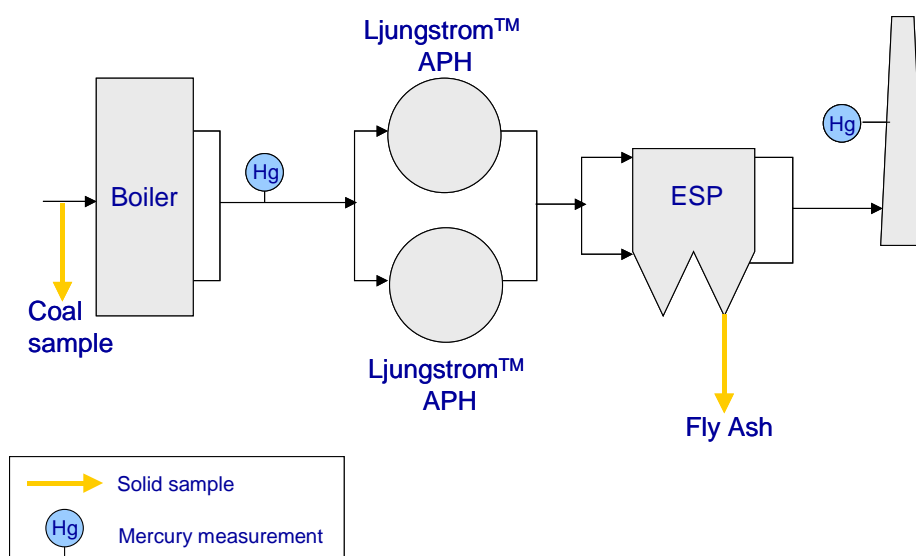 Ljungstrom™
APH
Hg
Boiler
Hg
ESP
Coal
sample
Ljungstrom™
APH
Fly Ash
Solid sample
Hg
Mercury measurement